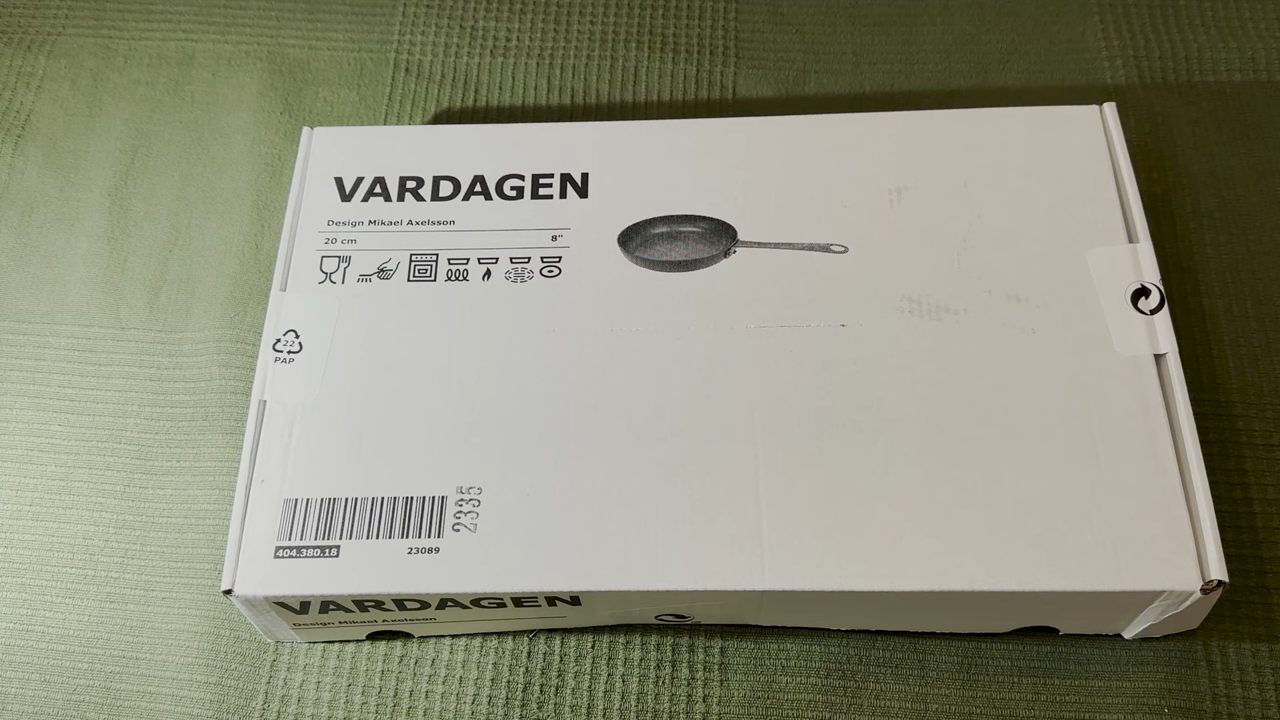 VARDAGEN
Design Mikael Axelsson
20 cm 8"
22
PAP
2335
404.380.18 23089
VARDAGEN
Design Mikael Axelsson